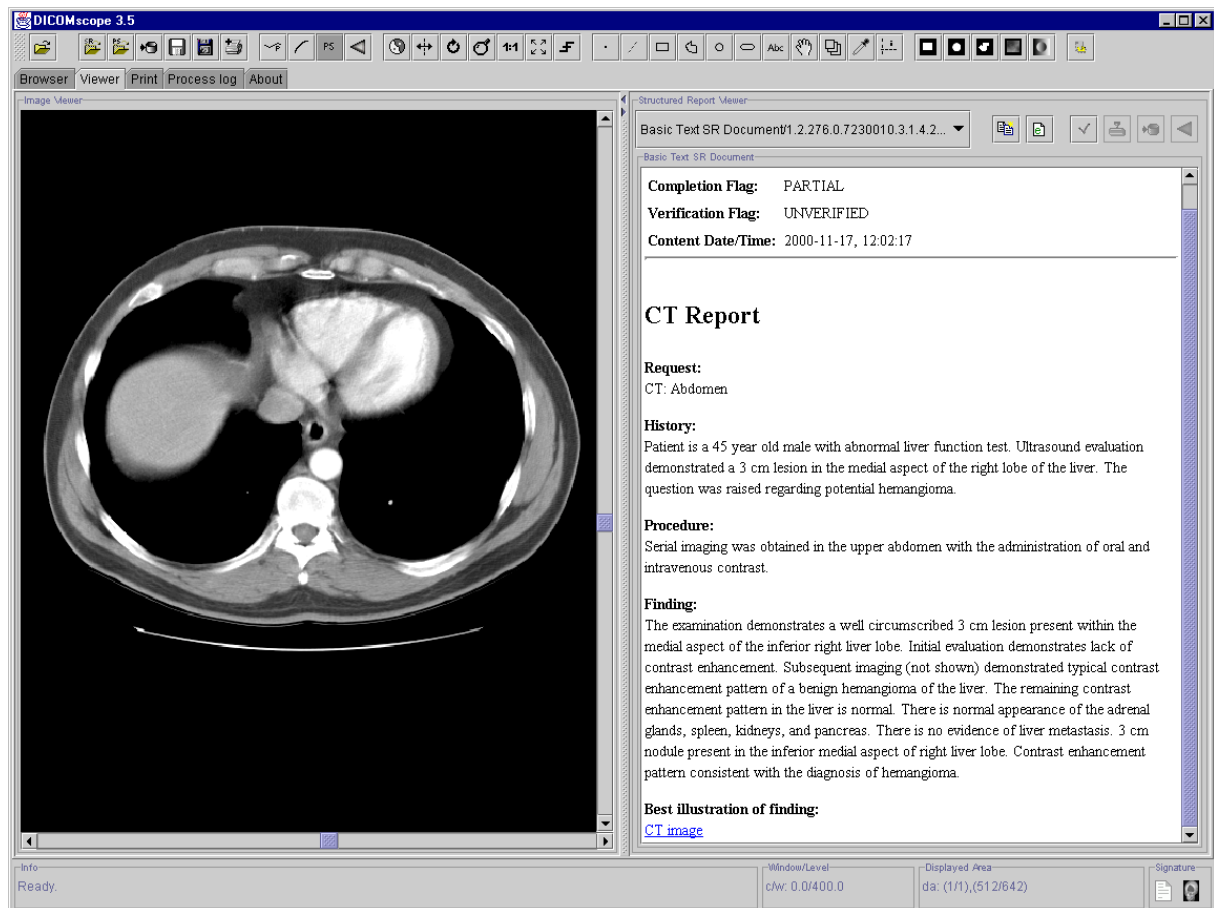 DICOMscope 3.5
SR PS PS 1:1 Abc
Browser Viewer Print Process log About
Image Viewer
Structured Report Viewer
Basic Text SR Document/1.2.276.0.7230010.3.1.4.2...
Basic Text SR Document
Completion Flag: PARTIAL
Verification Flag: UNVERIFIED
Content Date/Time: 2000-11-17, 12:02:17
CT Report
Request:
CT: Abdomen
History:
Patient is a 45 year old male with abnormal liver function test. Ultrasound evaluation
demonstrated a 3 cm lesion in the medial aspect of the right lobe of the liver. The
question was raised regarding potential hemangioma.
Procedure:
Serial imaging was obtained in the upper abdomen with the administration of oral and
intravenous contrast.
Finding:
The examination demonstrates a well circumscribed 3 cm lesion present within the
medial aspect of the inferior right liver lobe. Initial evaluation demonstrates lack of
contrast enhancement. Subsequent imaging (not shown) demonstrated typical contrast
enhancement pattern of a benign hemangioma of the liver. The remaining contrast
enhancement pattern in the liver is normal. There is normal appearance of the adrenal
glands, spleen, kidneys, and pancreas. There is no evidence of liver metastasis. 3 cm
nodule present in the inferior medial aspect of right liver lobe. Contrast enhancement
pattern consistent with the diagnosis of hemangioma.
Best illustration of finding:
CT image
Info
Ready.
Window/Level
c/w: 0.0/400.0
Displayed Area
da: (1/1),(512/642)
Signature